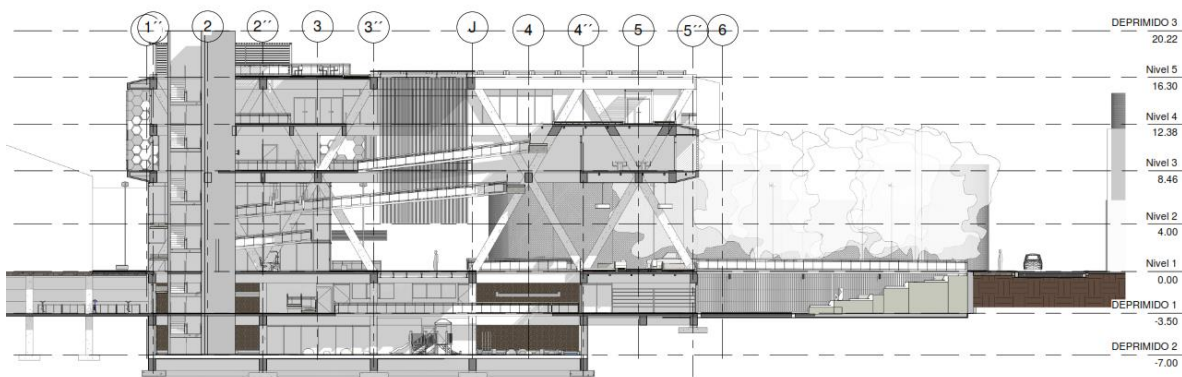 1´´
2
2´´
3
3´´
J
4
4´´
5
5´´
6
DEPRIMIDO 3
20.22
Nivel 5
16.30
Nivel 4
12.38
Nivel 3
8.46
Nivel 2
4.00
Nivel 1
0.00
DEPRIMIDO 1
-3.50
DEPRIMIDO 2
-7.00